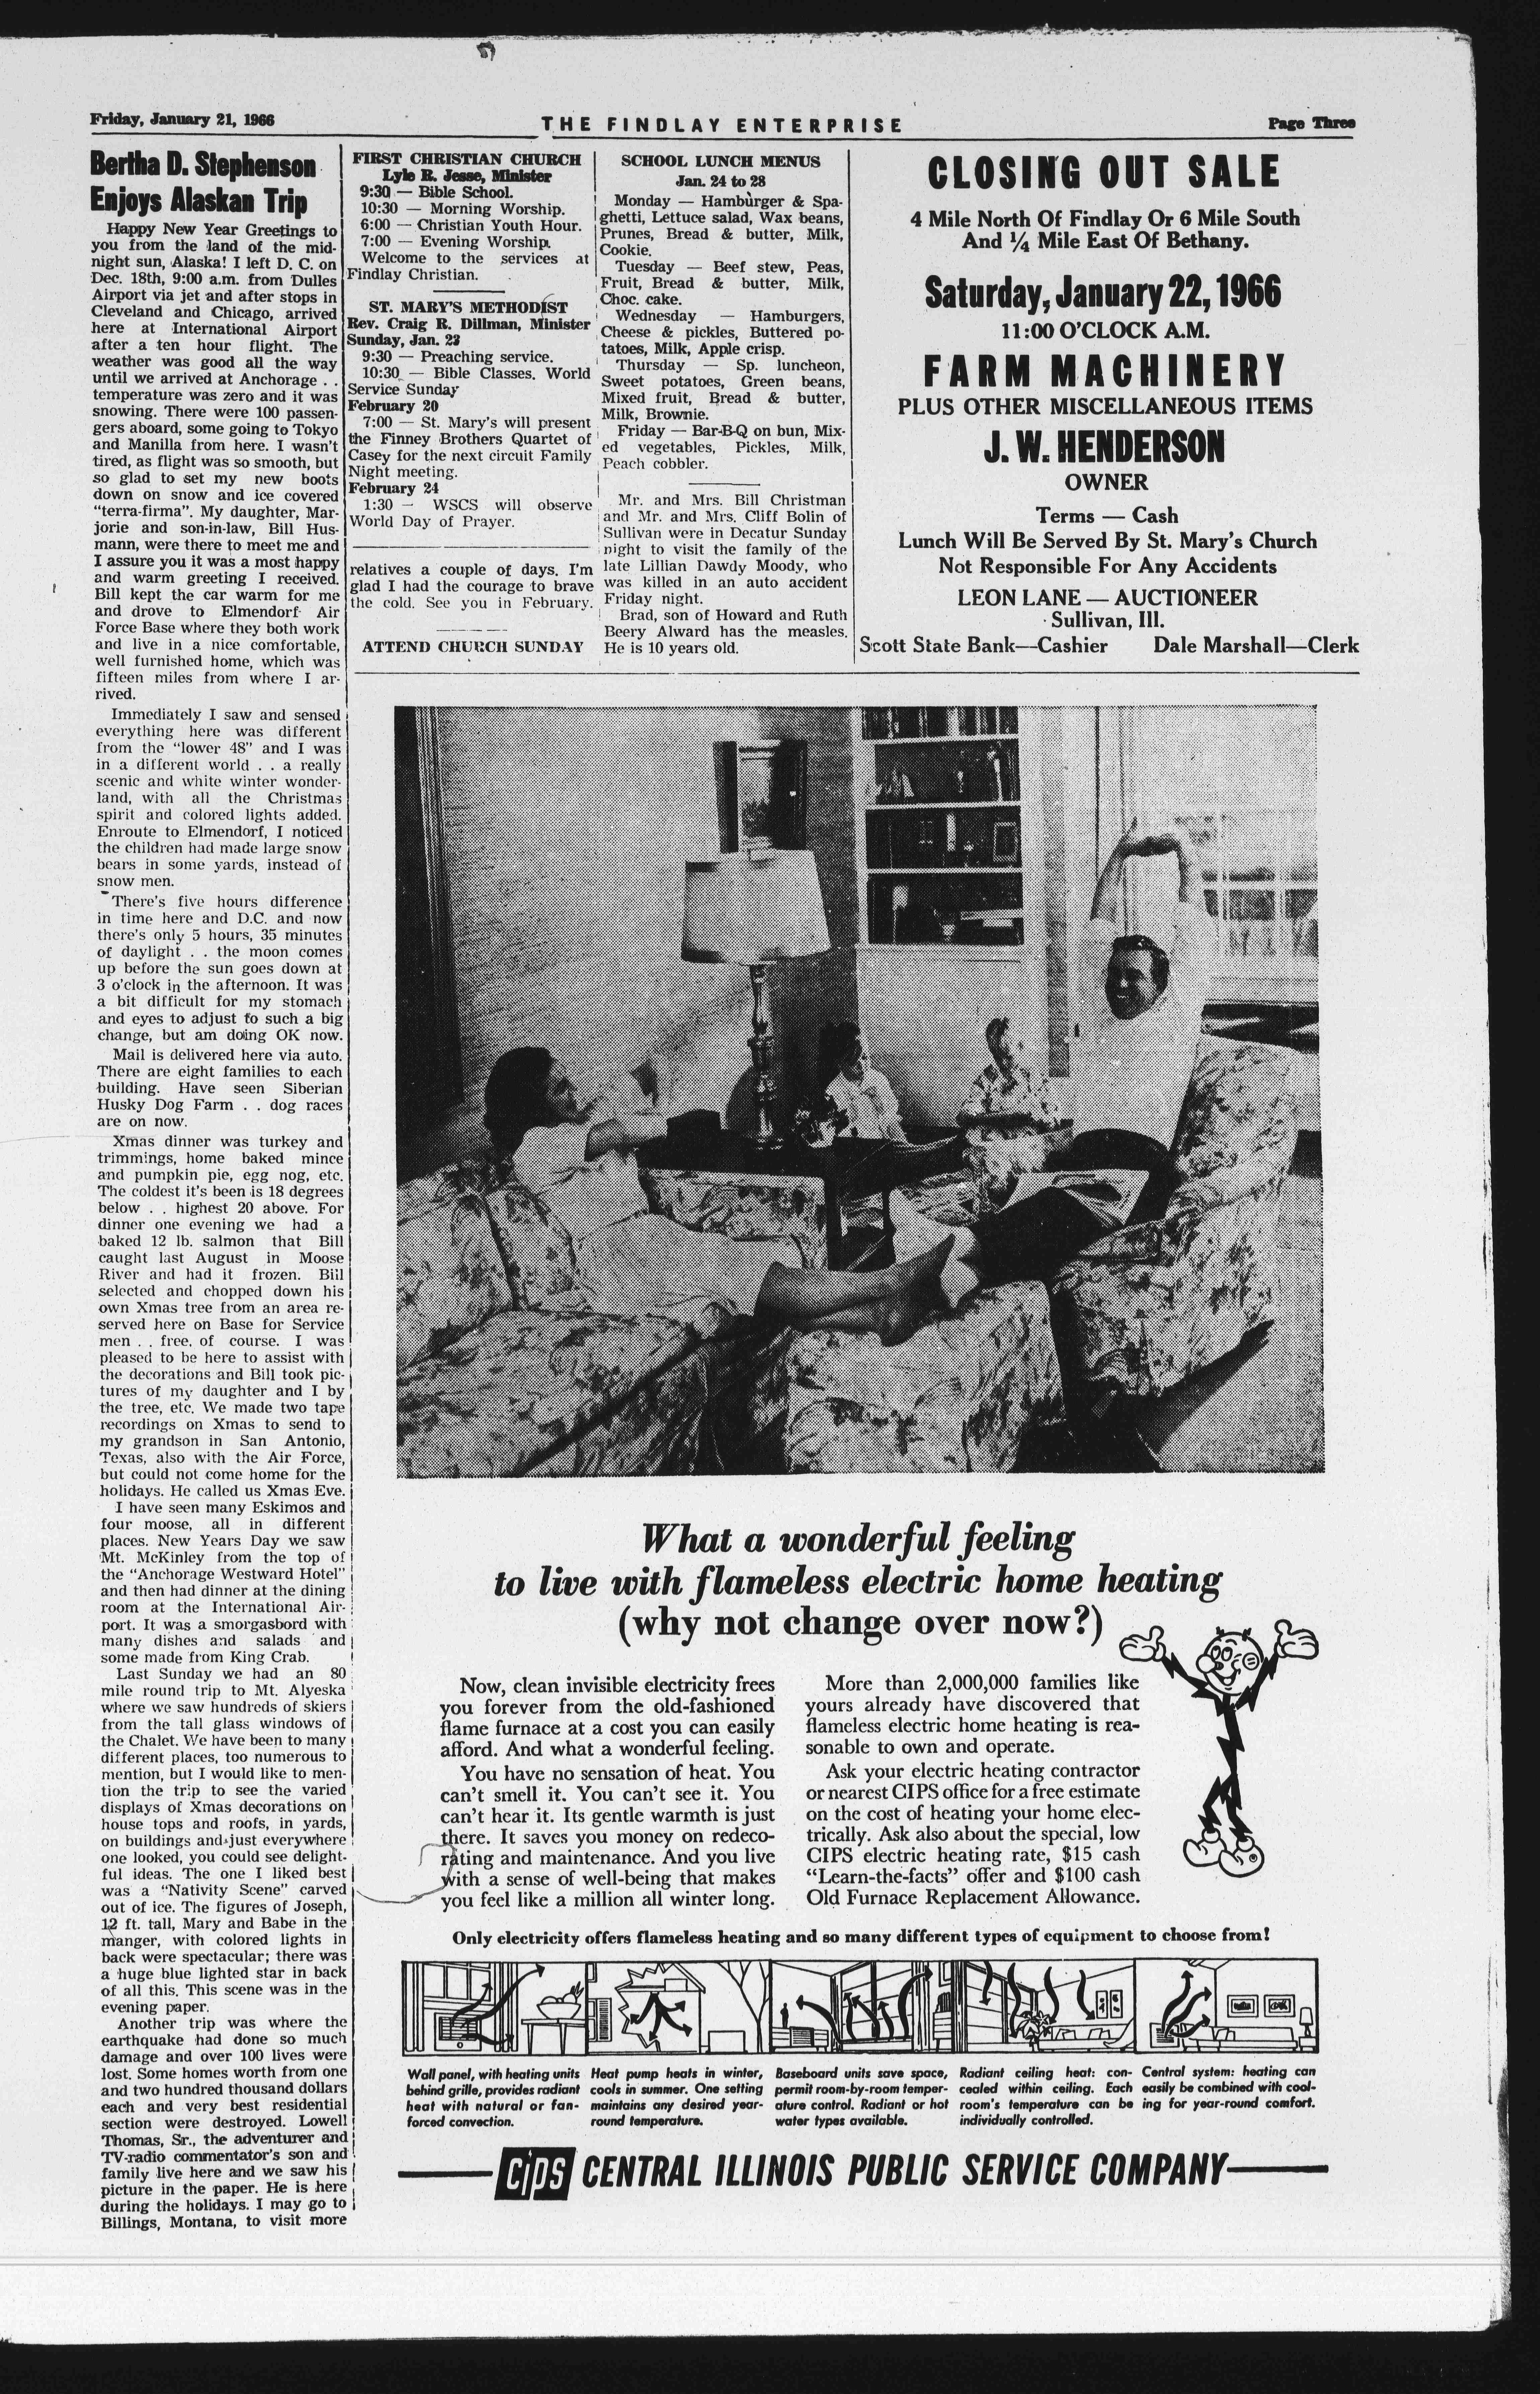 Friday, January 21, 1966
THE FINDLAY ENTERPRISE
Page Three
Bertha D. Stephenson
Enjoys Alaskan Trip
Happy New Year Greetings to
you from the land of the mid-
night sun, Alaska! I left D. C. on
Dec. 18th, 9:00 a.m. from Dulles
Airport via jet and after stops in
Cleveland and Chicago, arrived
here at International Airport
after a ten hour flight. The
weather was good all the way
until we arrived at Anchorage . .
temperature was zero and it was
snowing. There were 100 passen-
gers aboard, some going to Tokyo
and Manilla from here. I wasn't
tired, as flight was so smooth, but
so glad to set my new boots
down on snow and ice covered
"terra-firma". My daughter, Mar-
jorie and son-in-law, Bill Hus-
mann, were there to meet me and
I assure you it was a most happy
and warm greeting I received.
Bill kept the car warm for me
and drove to Elmendorf Air
Force Base where they both work
and live in a nice comfortable,
well furnished home, which was
fifteen miles from where I ar-
rived.
Immediately I saw and sensed
everything here was different
from the "lower 48" and I was
in a different world . . a really
scenic and white winter wonder-
land, with all the Christmas
spirit and colored lights added.
Enroute to Elmendorf, I noticed
the children had made large snow
bears in some yards, instead of
snow men.
There's five hours difference
in time here and D.C. and now
there's only 5 hours, 35 minutes
of daylight . . the moon comes
up before the sun goes down at
3 o'clock in the afternoon. It was
a bit difficult for my stomach
and eyes to adjust to such a big
change, but am doing OK now.
Mail is delivered here via auto.
There are eight families to each
building. Have seen Siberian
Husky Dog Farm . . dog races
are on now.
Xmas dinner was turkey and
trimmings, home baked mince
and pumpkin pie, egg nog, etc.
The coldest it's been is 18 degrees
below . . highest 20 above. For
dinner one evening we had a
baked 12 lb. salmon that Bill
caught last August in Moose
River and had it frozen. Bill
selected and chopped down his
own Xmas tree from an area re-
served here on Base for Service
men . . free, of course. I was
pleased to be here to assist with
the decorations and Bill took pic-
tures of my daughter and I by
the tree, etc. We made two tape
recordings on Xmas to send to
my grandson in San Antonio,
Texas, also with the Air Force,
but could not come home for the
holidays. He called us Xmas Eve.
I have seen many Eskimos and
four moose, all in different
places. New Years Day we saw
Mt. McKinley from the top of
the "Anchorage Westward Hotel"
and then had dinner at the dining
room at the International Air-
port. It was a smorgasbord with
many dishes and salads and
some made from King Crab.
Last Sunday we had an 80
mile round trip to Mt. Alyeska
where we saw hundreds of skiers
from the tall glass windows of
the Chalet. We have been to many
different places, too numerous to
mention, but I would like to men-
tion the trip to see the varied
displays of Xmas decorations on
house tops and roofs, in yards,
on buildings and just everywhere
one looked, you could see delight-
ful ideas. The one I liked best
was a "Nativity Scene" carved
out of ice. The figures of Joseph,
12 ft. tall, Mary and Babe in the
manger, with colored lights in
back were spectacular; there was
a huge blue lighted star in back
of all this. This scene was in the
evening paper.
Another trip was where the
earthquake had done so much
damage and over 100 lives were
lost. Some homes worth from one
and two hundred thousand dollars
each and very best residential
section were destroyed. Lowell
Thomas, Sr., the adventurer and
TV-radio commentator's son and
family live here and we saw his
picture in the paper. He is here
during the holidays. I may go to
Billings, Montana, to visit more
FIRST CHRISTIAN CHURCH
Lyle R. Jesse, Minister
9:30 — Bible School.
10:30 — Morning Worship.
6:00 — Christian Youth Hour.
7:00 — Evening Worship.
Welcome to the services at
Findlay Christian.
ST. MARY'S METHODIST
Rev. Craig R. Dillman, Minister
Sunday, Jan. 23
9:30 — Preaching service.
10:30 — Bible Classes. World
Service Sunday
February 20
7:00 — St. Mary's will present
the Finney Brothers Quartet of
Casey for the next circuit Family
Night meeting.
February 24
1:30 — WSCS will observe
World Day of Prayer.
relatives a couple of days. I'm
glad I had the courage to brave
the cold. See you in February.
ATTEND CHURCH SUNDAY
SCHOOL LUNCH MENUS
Jan. 24 to 28
Monday — Hamburger & Spa-
ghetti, Lettuce salad, Wax beans,
Prunes, Bread & butter, Milk,
Cookie.
Tuesday — Beef stew, Peas,
Fruit, Bread & butter, Milk,
Choc. cake.
Wednesday — Hamburgers,
Cheese & pickles, Buttered po-
tatoes, Milk, Apple crisp.
Thursday — Sp. luncheon,
Sweet potatoes, Green beans,
Mixed fruit, Bread & butter,
Milk, Brownie.
Friday — Bar-B-Q on bun, Mix-
ed vegetables, Pickles, Milk,
Peach cobbler.
Mr. and Mrs. Bill Christman
and Mr. and Mrs. Cliff Bolin of
Sullivan were in Decatur Sunday
night to visit the family of the
late Lillian Dawdy Moody, who
was killed in an auto accident
Friday night.
Brad, son of Howard and Ruth
Beery Alward has the measles.
He is 10 years old.
CLOSING OUT SALE
4 Mile North Of Findlay Or 6 Mile South
And ¼ Mile East Of Bethany.
Saturday, January 22, 1966
11:00 O'CLOCK A.M.
FARM MACHINERY
PLUS OTHER MISCELLANEOUS ITEMS
J. W. HENDERSON
OWNER
Terms — Cash
Lunch Will Be Served By St. Mary's Church
Not Responsible For Any Accidents
LEON LANE — AUCTIONEER
Sullivan, Ill.
Scott State Bank—Cashier Dale Marshall—Clerk
What a wonderful feeling
to live with flameless electric home heating
(why not change over now?)
Now, clean invisible electricity frees
you forever from the old-fashioned
flame furnace at a cost you can easily
afford. And what a wonderful feeling.
You have no sensation of heat. You
can't smell it. You can't see it. You
can't hear it. Its gentle warmth is just
there. It saves you money on redeco-
rating and maintenance. And you live
with a sense of well-being that makes
you feel like a million all winter long.
More than 2,000,000 families like
yours already have discovered that
flameless electric home heating is rea-
sonable to own and operate.
Ask your electric heating contractor
or nearest CIPS office for a free estimate
on the cost of heating your home elec-
trically. Ask also about the special, low
CIPS electric heating rate, $15 cash
"Learn-the-facts" offer and $100 cash
Old Furnace Replacement Allowance.
Only electricity offers flameless heating and so many different types of equipment to choose from!
Wall panel, with heating units
behind grille, provides radiant
heat with natural or fan-
forced convection.
Heat pump heats in winter,
cools in summer. One setting
maintains any desired year-
round temperature.
Baseboard units save space,
permit room-by-room temper-
ature control. Radiant or hot
water types available.
Radiant ceiling heat: con-
cealed within ceiling. Each
room's temperature can be
individually controlled.
Central system: heating can
easily be combined with cool-
ing for year-round comfort.
CIPS CENTRAL ILLINOIS PUBLIC SERVICE COMPANY